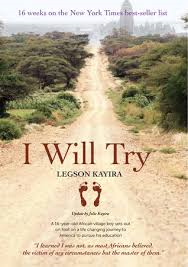 16 weeks on the New York Times best-seller list
I Will Try
LEGSON KAYIRA
Update by Julie Kayira
A 16-year-old African village boy sets out
on foot on a life changing journey to
America to pursue his education
"I learned I was not, as most Africans believed,
the victim of my circumstances but the master of them."